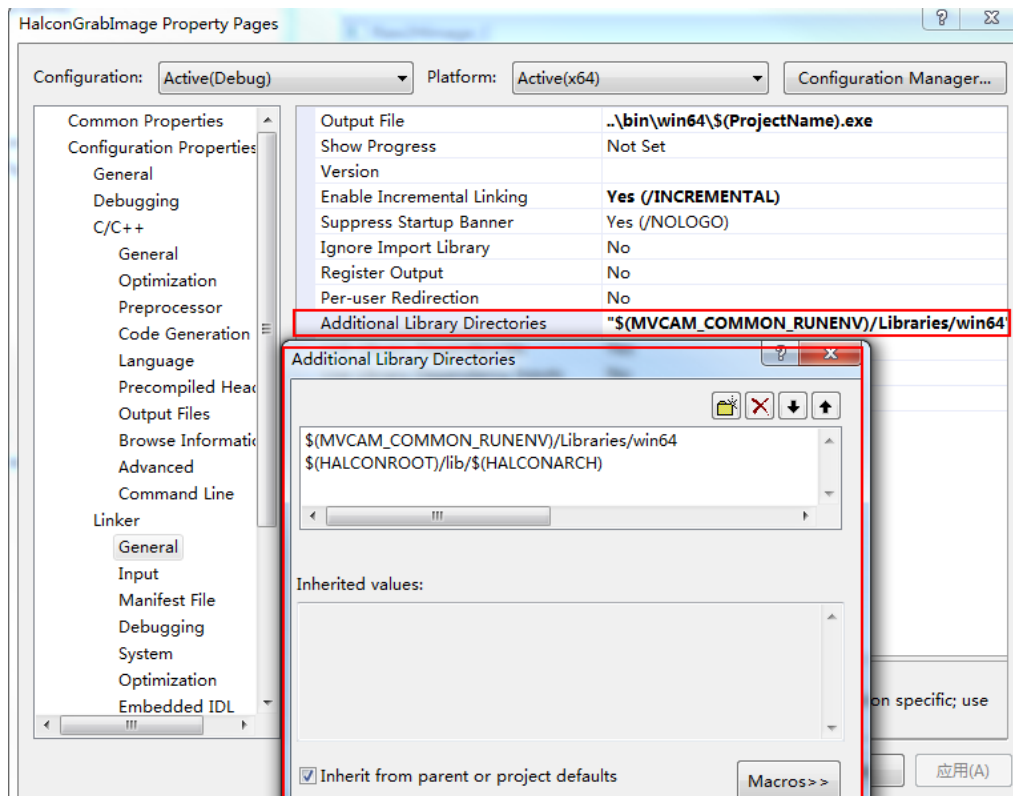 HalconGrabImage Property Pages
Configuration: Active(Debug) Platform: Active(x64) Configuration Manager...
Common Properties
Configuration Properties
General
Debugging
C/C++
General
Optimization
Preprocessor
Code Generation
Language
Precompiled Head
Output Files
Browse Informatio
Advanced
Command Line
Linker
General
Input
Manifest File
Debugging
System
Optimization
Embedded IDL
Output File ..\bin\win64\$(ProjectName).exe
Show Progress Not Set
Version
Enable Incremental Linking Yes (/INCREMENTAL)
Suppress Startup Banner Yes (/NOLOGO)
Ignore Import Library No
Register Output No
Per-user Redirection No
Additional Library Directories "$(MVCAM_COMMON_RUNENV)/Libraries/win64"
Additional Library Directories
$(MVCAM_COMMON_RUNENV)/Libraries/win64
$(HALCONROOT)/lib/$(HALCONARCH)
Inherited values:
Inherit from parent or project defaults
Macros>>
on specific; use
应用(A)